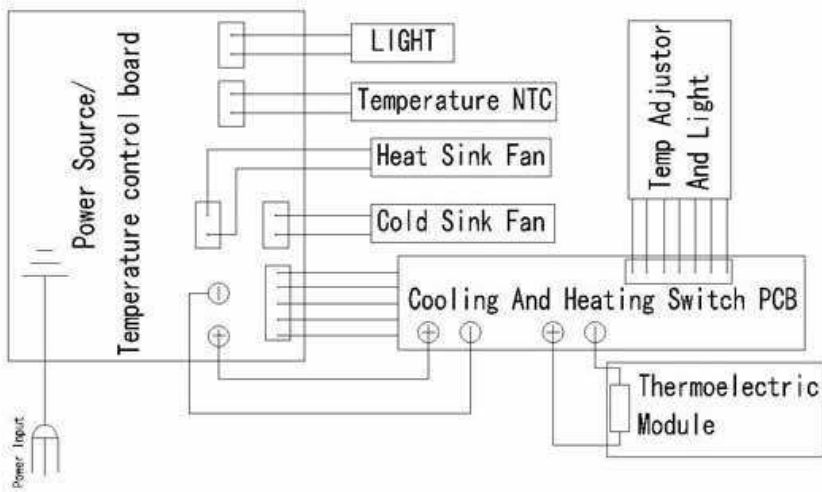 Power Source/
Temperature control board
LIGHT
Temperature NTC
Heat Sink Fan
Cold Sink Fan
Temp Adjustor
And Light
Cooling And Heating Switch PCB
Thermoelectric
Module
Power Input